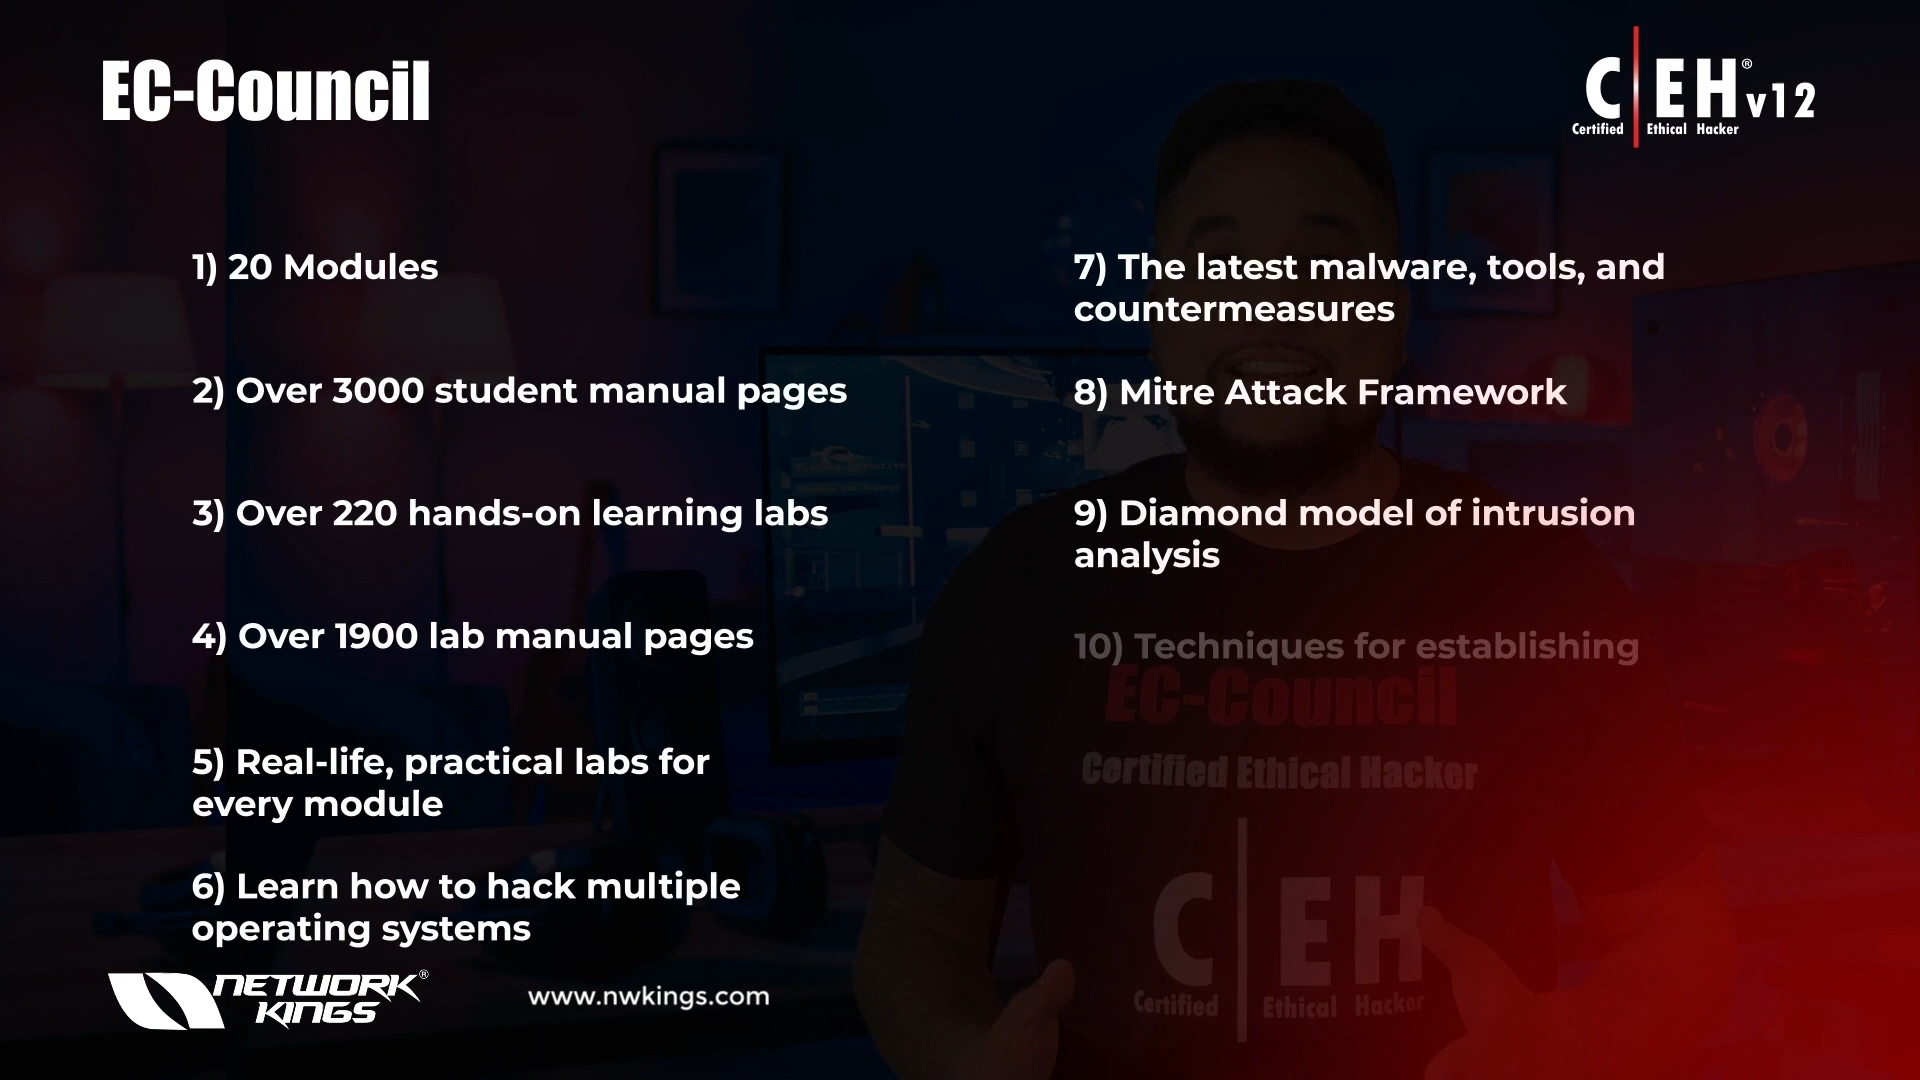 EC-Council
C EH® v12
Certified Ethical Hacker
1) 20 Modules
2) Over 3000 student manual pages
3) Over 220 hands-on learning labs
4) Over 1900 lab manual pages
5) Real-life, practical labs for
every module
6) Learn how to hack multiple
operating systems
7) The latest malware, tools, and
countermeasures
8) Mitre Attack Framework
9) Diamond model of intrusion
analysis
10) Techniques for establishing
EC-Council
Certified Ethical Hacker
C EH
Certified Ethical Hacker
NETWORK®
KINGS
www.nwkings.com